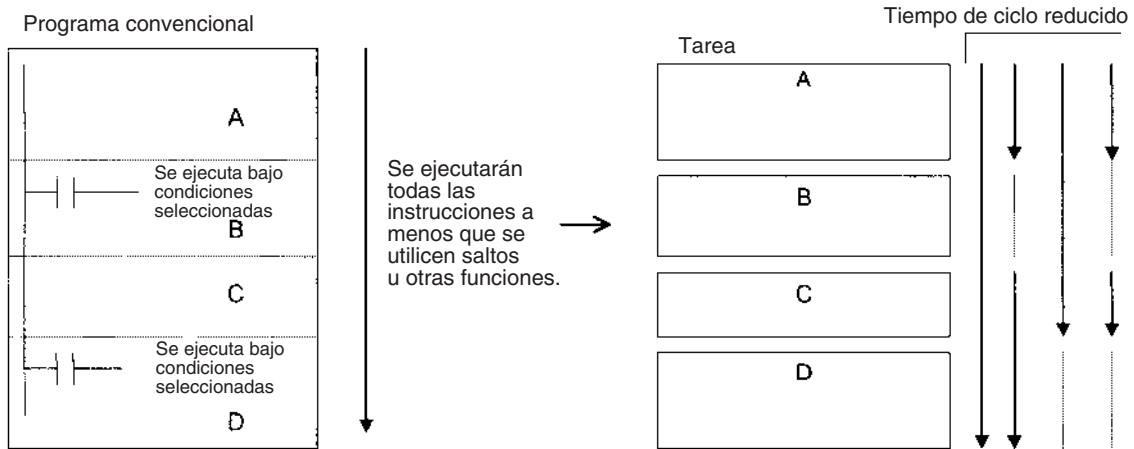 Programa convencional
A
Se ejecuta bajo
condiciones
seleccionadas
B
C
Se ejecuta bajo
condiciones
seleccionadas
D
Se ejecutarán
todas las
instrucciones a
menos que se
utilicen saltos
u otras funciones.
Tiempo de ciclo reducido
Tarea
A
B
C
D